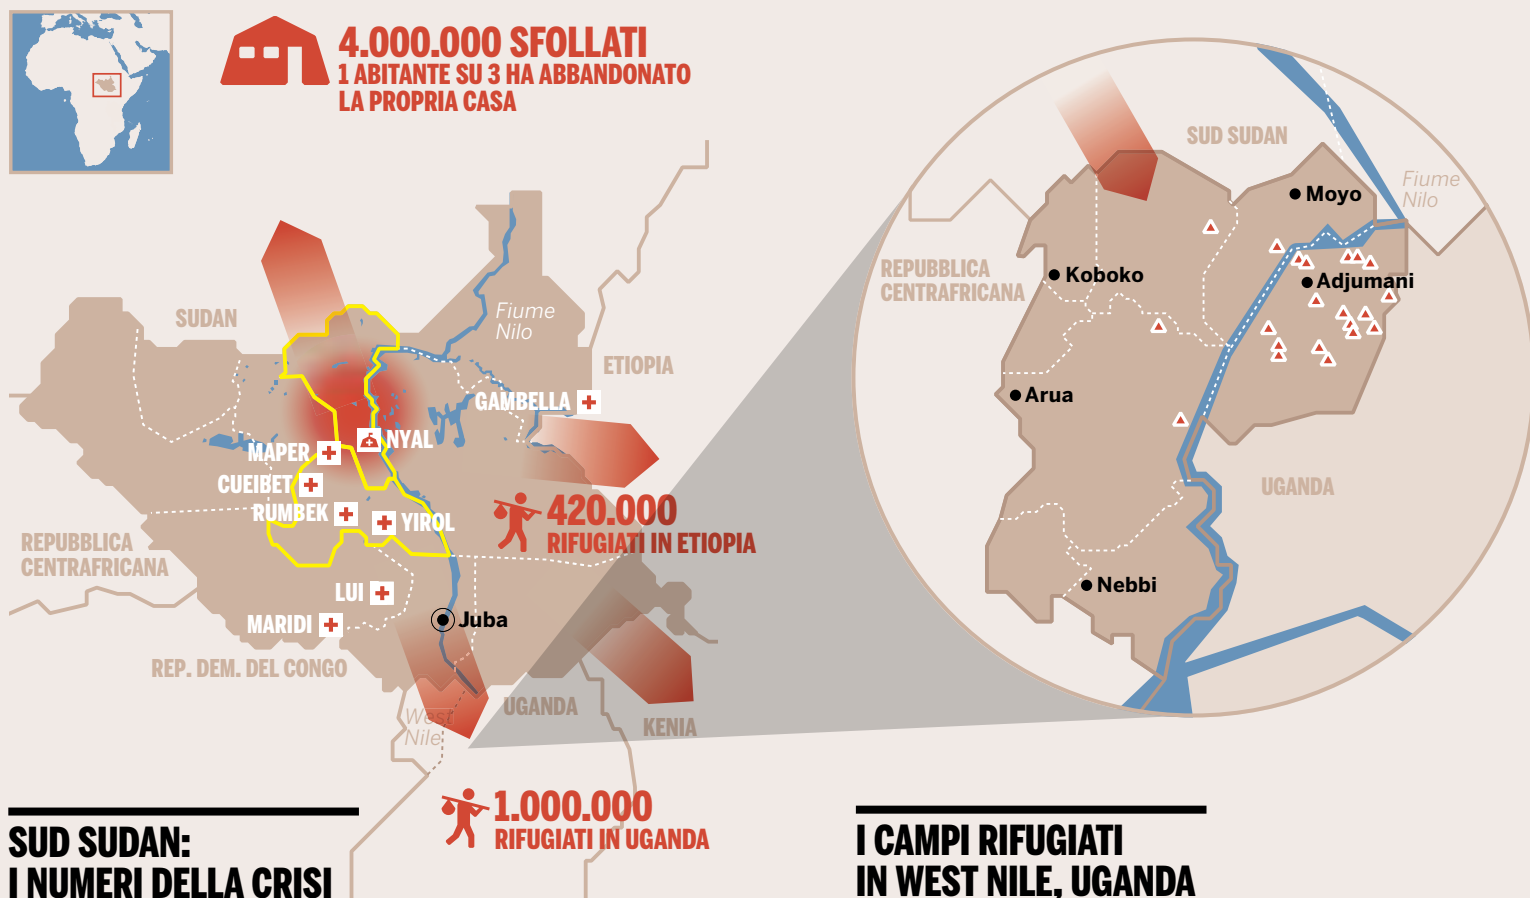 4.000.000 SFOLLATI
1 ABITANTE SU 3 HA ABBANDONATO
LA PROPRIA CASA
SUDAN
Fiume
Nilo
ETIOPIA
GAMBELLA
NYAL
MAPER
CUEIBET
RUMBEK
YIROL
420.000
RIFUGIATI IN ETIOPIA
REPUBBLICA
CENTRAFRICANA
LUI
MARIDI
Juba
REP. DEM. DEL CONGO
West
Nile
UGANDA
KENIA
1.000.000
RIFUGIATI IN UGANDA
SUD SUDAN:
I NUMERI DELLA CRISI
SUD SUDAN
Fiume
Nilo
Moyo
REPUBBLICA
CENTRAFRICANA
Koboko
Adjumani
Arua
UGANDA
Nebbi
I CAMPI RIFUGIATI
IN WEST NILE, UGANDA